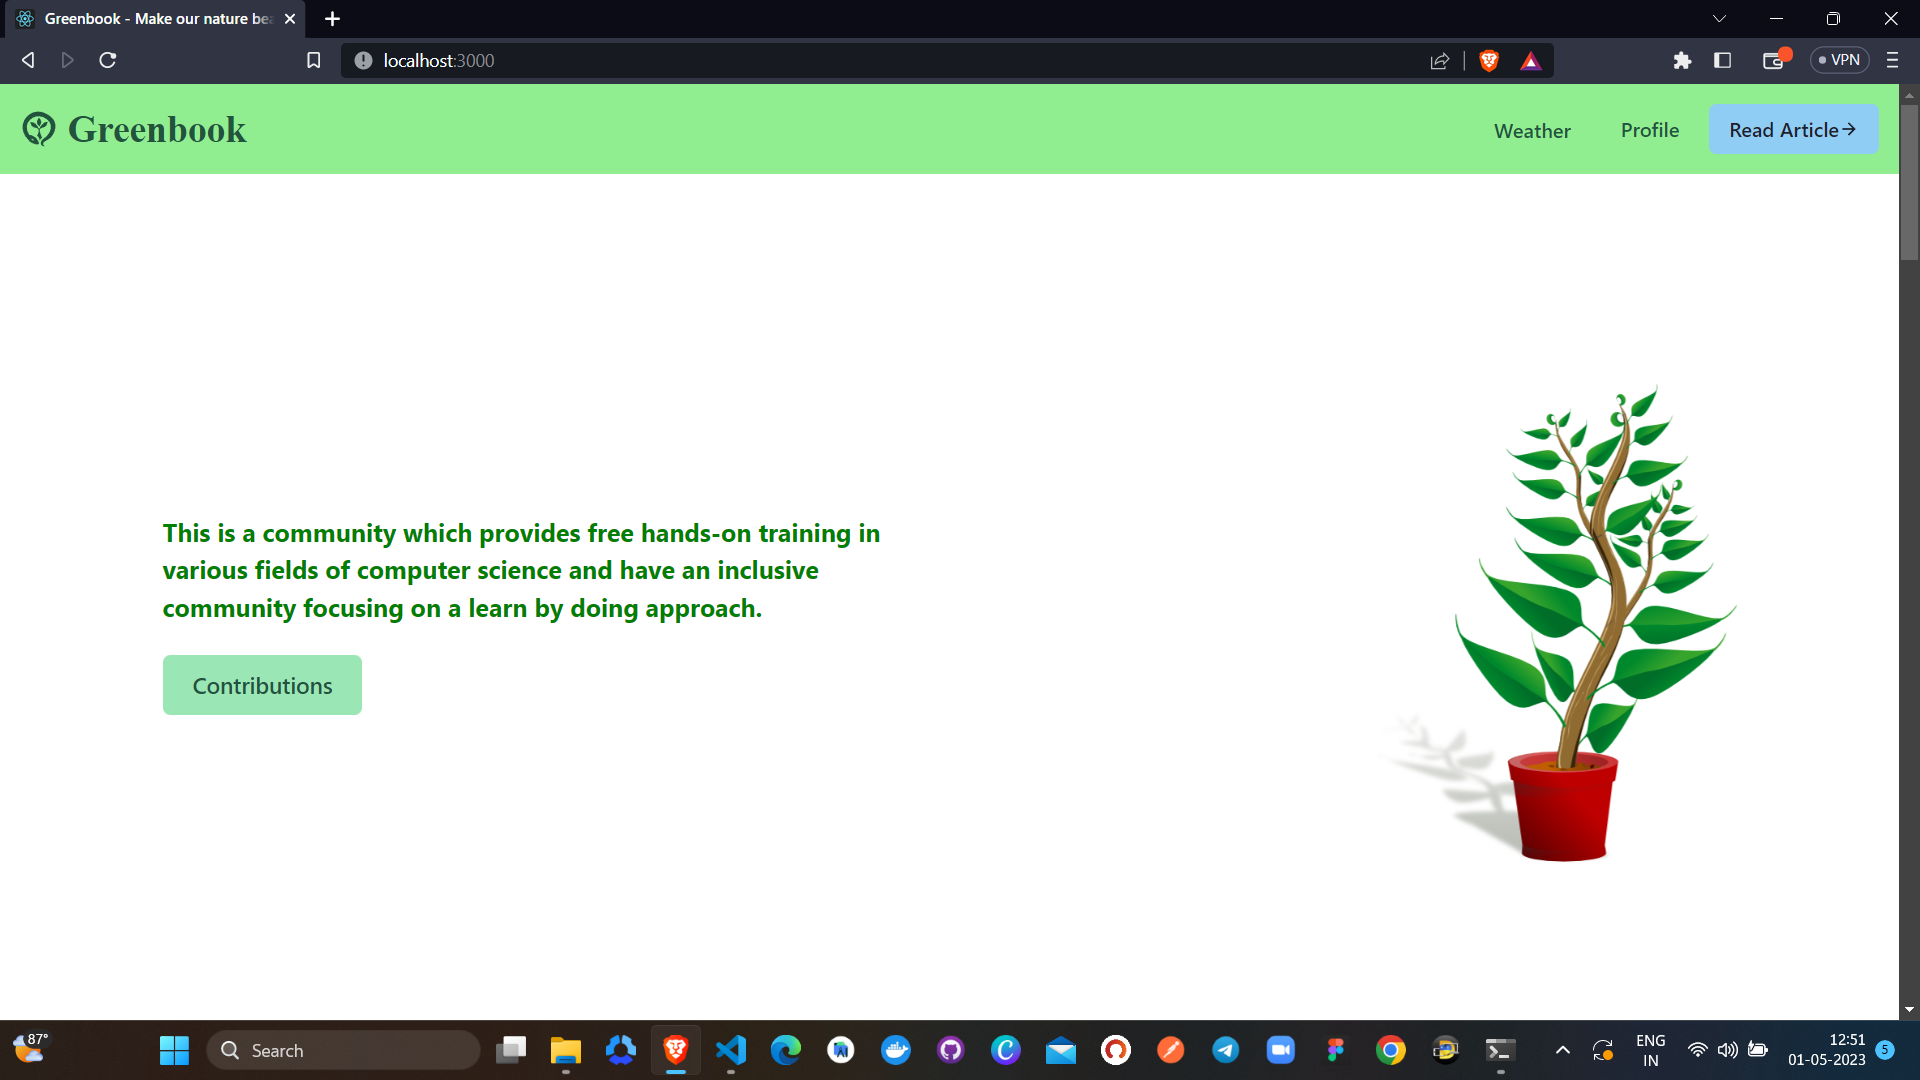 Greenbook - Make our nature bea
localhost:3000
VPN
Greenbook
Weather
Profile
Read Article→
This is a community which provides free hands-on training in
various fields of computer science and have an inclusive
community focusing on a learn by doing approach.
Contributions
87°
Search
ENG
IN
12:51
01-05-2023
5